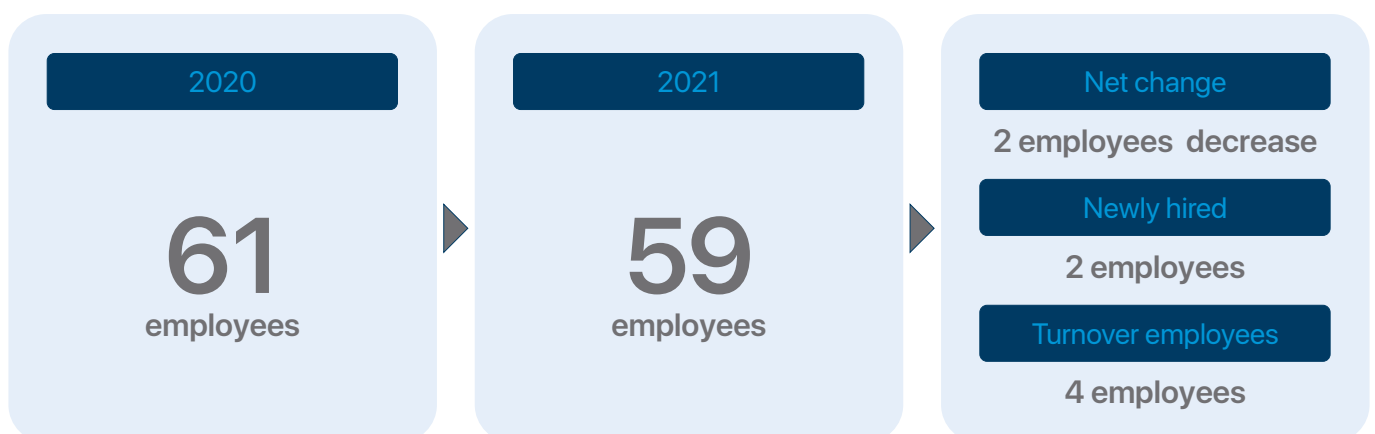 2020
61
employees
2021
59
employees
Net change
2 employees decrease
Newly hired
2 employees
Turnover employees
4 employees